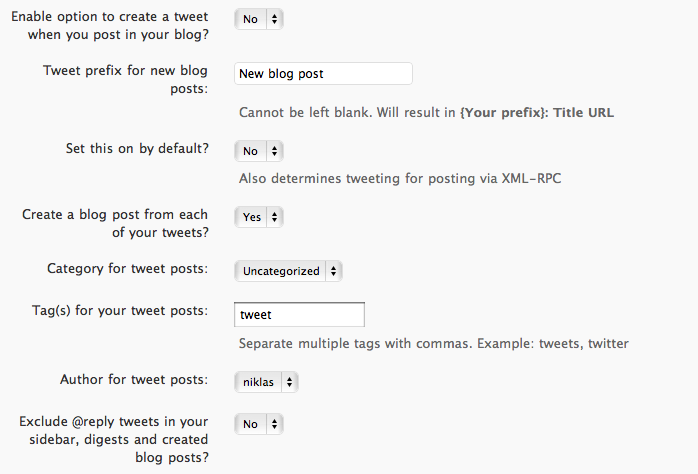 Enable option to create a tweet No
when you post in your blog?
Tweet prefix for new blog New blog post
posts:
Cannot be left blank. Will result in {Your prefix}: Title URL
Set this on by default? No
Also determines tweeting for posting via XML-RPC
Create a blog post from each Yes
of your tweets?
Category for tweet posts: Uncategorized
Tag(s) for your tweet posts: tweet
Separate multiple tags with commas. Example: tweets, twitter
Author for tweet posts: niklas
Exclude @reply tweets in your No
sidebar, digests and created
blog posts?